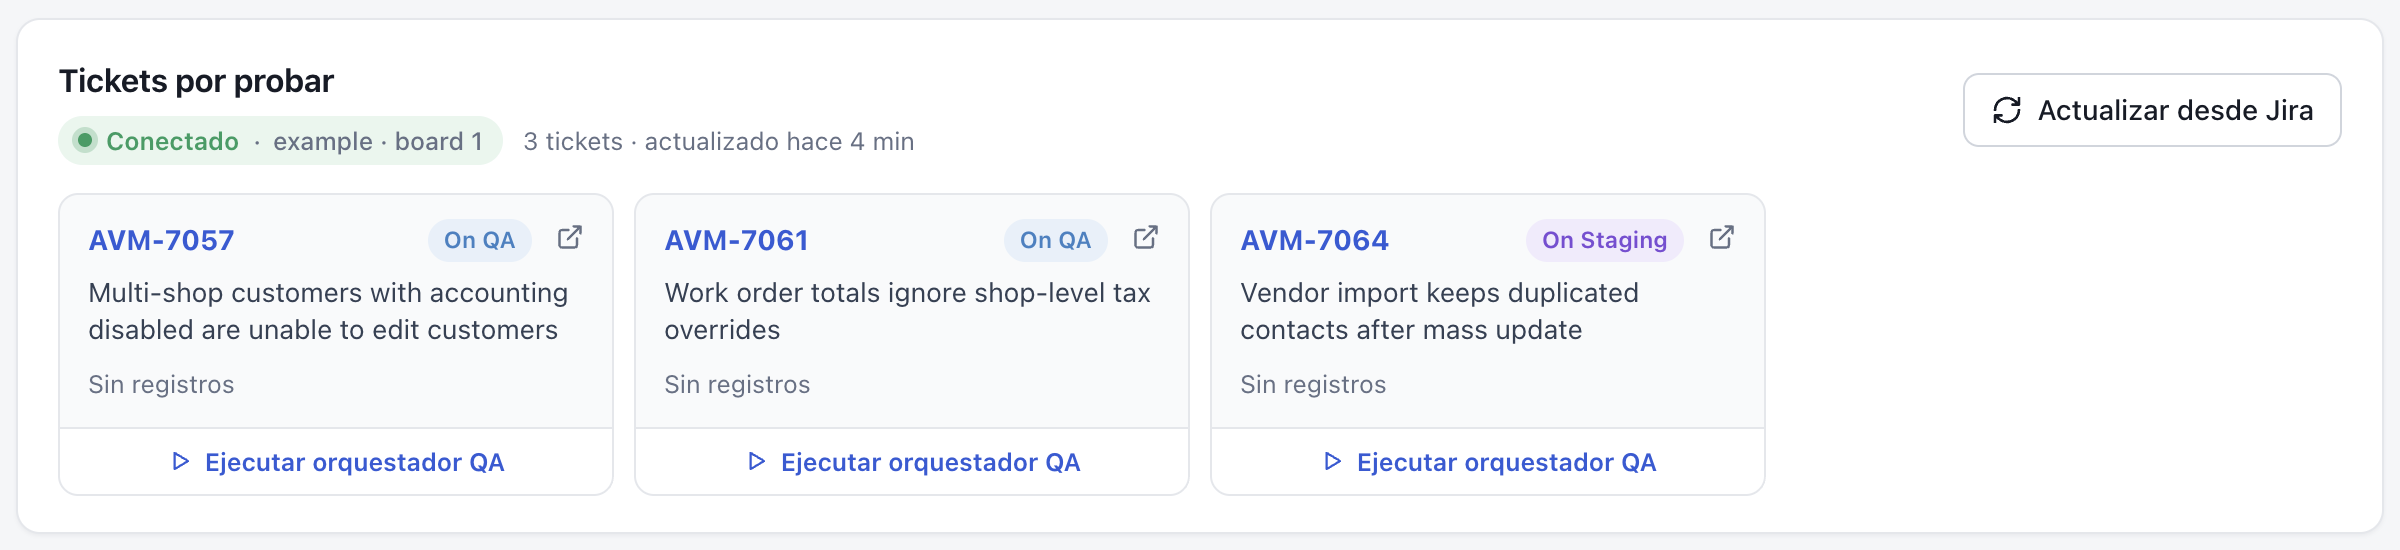 Tickets por probar
Actualizar desde Jira
Conectado · example · board 1
3 tickets · actualizado hace 4 min
AVM-7057
On QA
Multi-shop customers with accounting
disabled are unable to edit customers
Sin registros
Ejecutar orquestador QA
AVM-7061
On QA
Work order totals ignore shop-level tax
overrides
Sin registros
Ejecutar orquestador QA
AVM-7064
On Staging
Vendor import keeps duplicated
contacts after mass update
Sin registros
Ejecutar orquestador QA